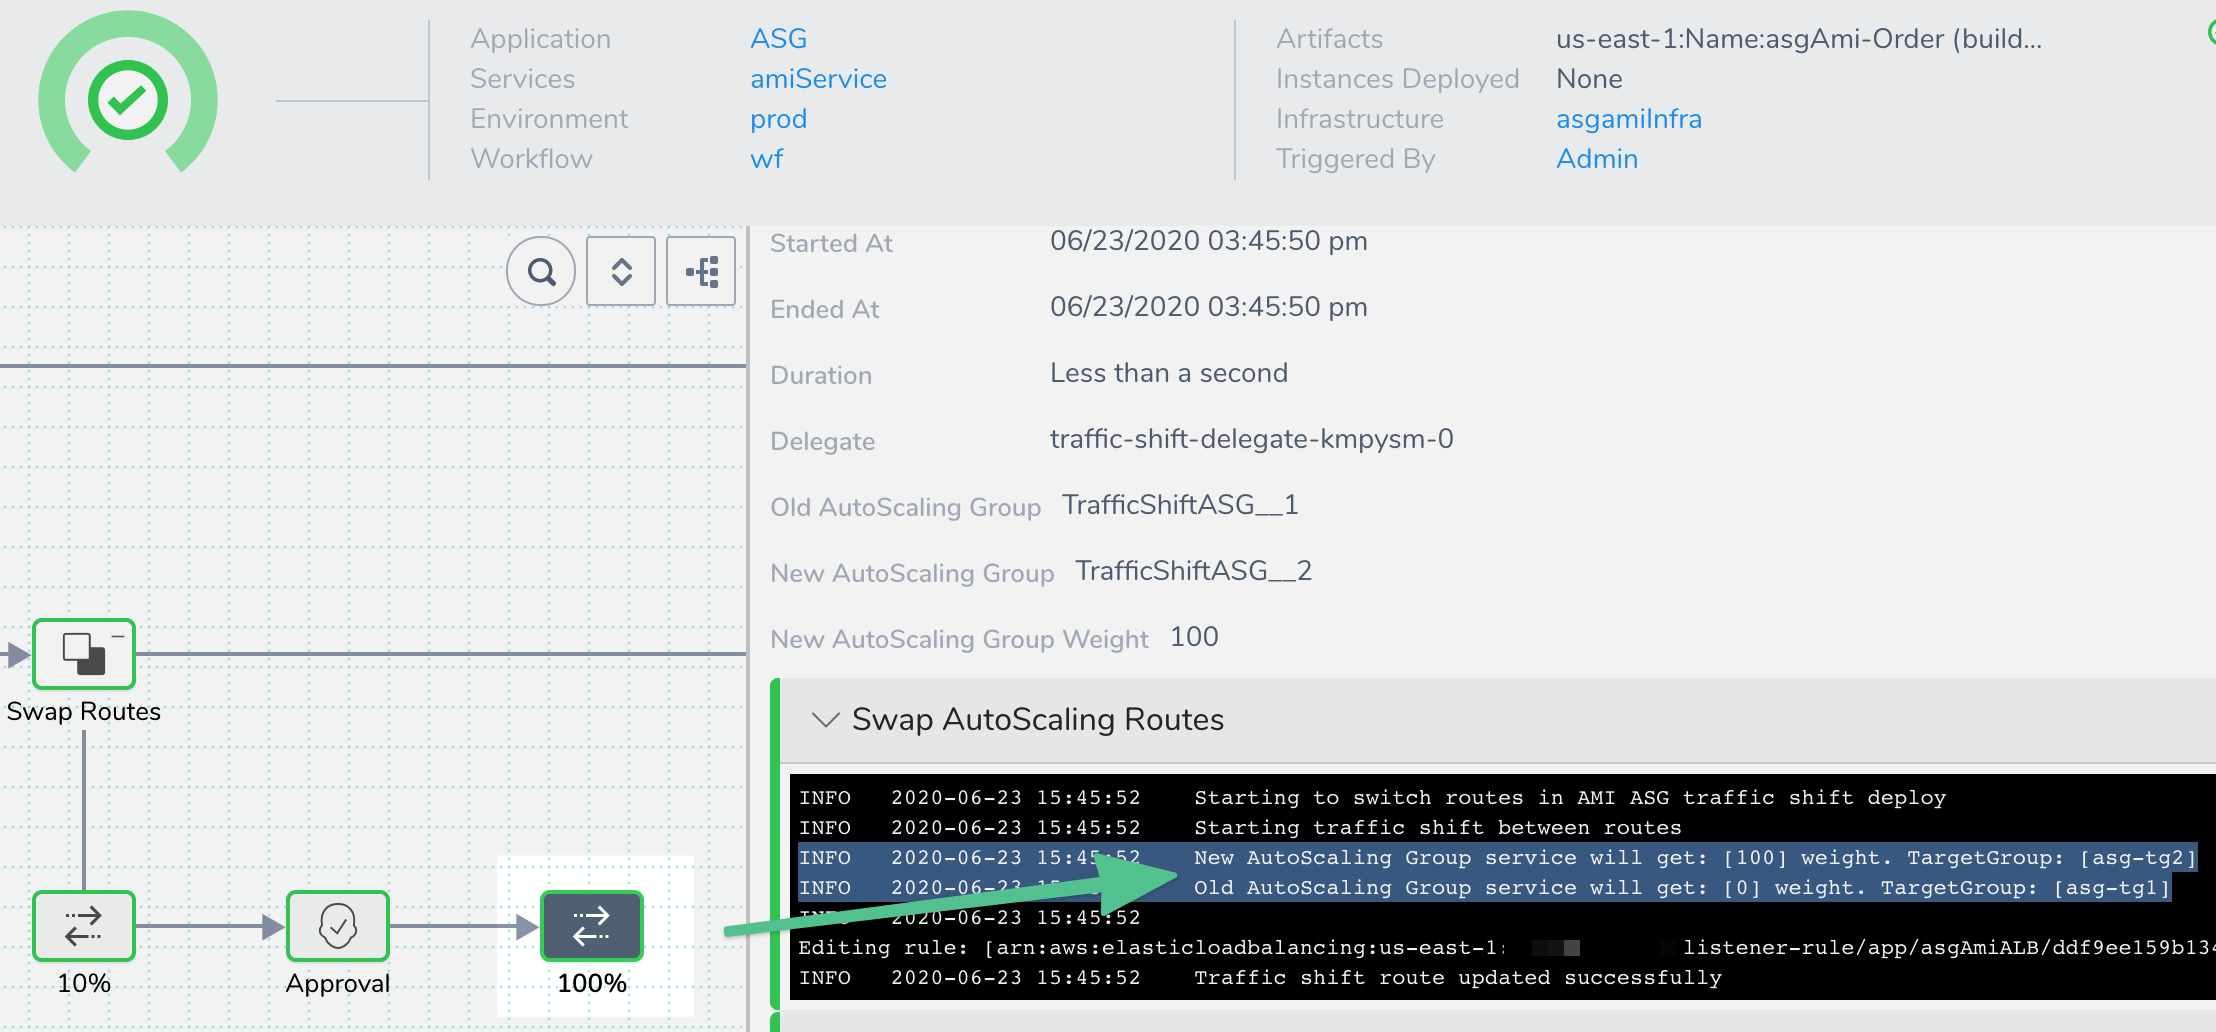 Application ASG
Services amiService
Environment prod
Workflow wf
Artifacts us-east-1:Name:asgAmi-Order (build...
Instances Deployed None
Infrastructure asgamiInfra
Triggered By Admin
Swap Routes
10%
Approval
100%
Started At 06/23/2020 03:45:50 pm
Ended At 06/23/2020 03:45:50 pm
Duration Less than a second
Delegate traffic-shift-delegate-kmpysm-0
Old AutoScaling Group TrafficShiftASG__1
New AutoScaling Group TrafficShiftASG__2
New AutoScaling Group Weight 100
Swap AutoScaling Routes
INFO 2020-06-23 15:45:52 Starting to switch routes in AMI ASG traffic shift deploy
INFO 2020-06-23 15:45:52 Starting traffic shift between routes
INFO 2020-06-23 15:45:52 New AutoScaling Group service will get: [100] weight. TargetGroup: [asg-tg2]
INFO 2020-06-23 Old AutoScaling Group service will get: [0] weight. TargetGroup: [asg-tg1]
2020-06-23 15:45:52
Editing rule: [arn:aws:elasticloadbalancing:us-east-1: listener-rule/app/asgAmiALB/ddf9ee159b134
INFO 2020-06-23 15:45:52 Traffic shift route updated successfully